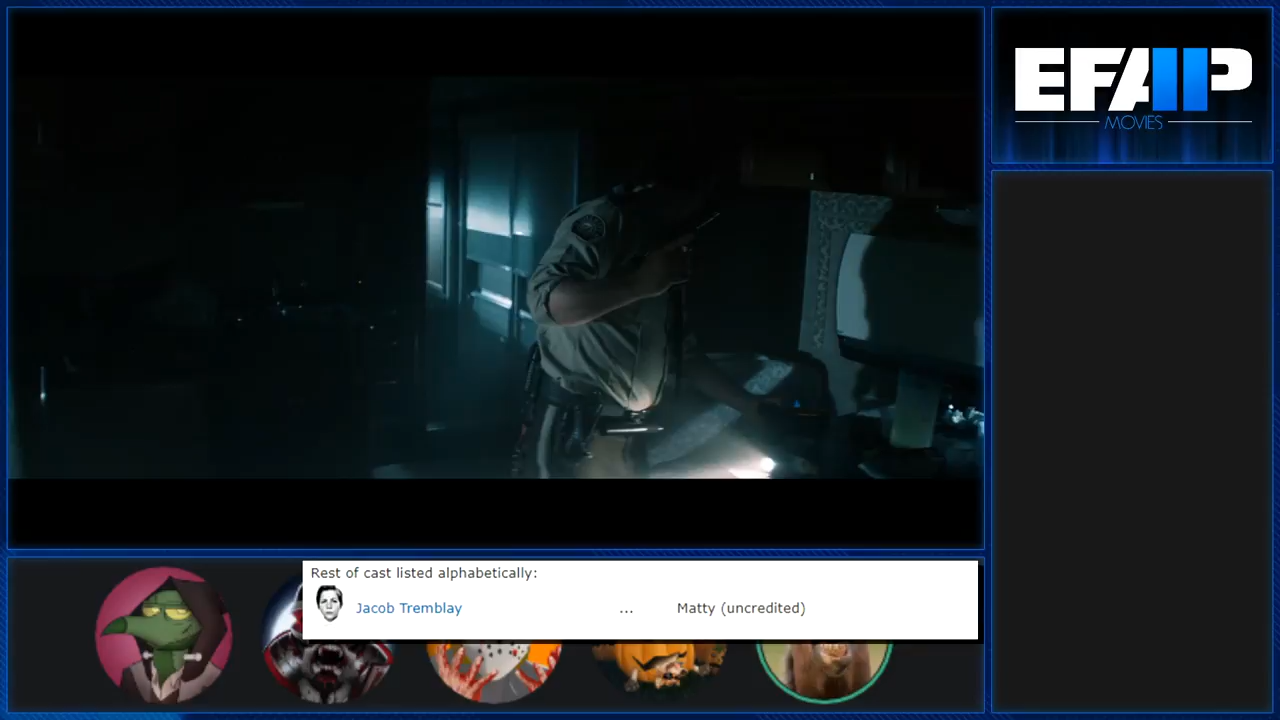 EFAP
MOVIES
Rest of cast listed alphabetically:
Jacob Tremblay ... Matty (uncredited)